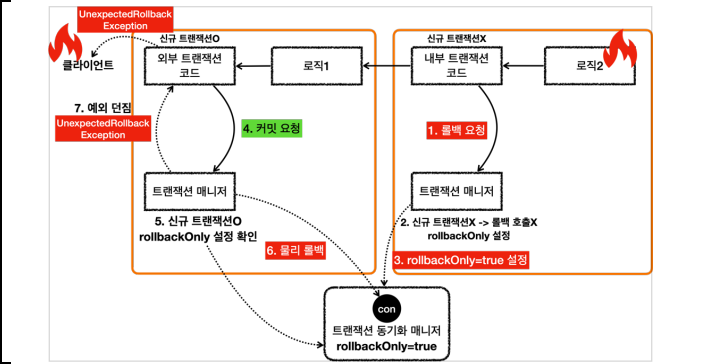 UnexpectedRollback
Exception
클라이언트
신규 트랜잭션O
외부 트랜잭션
코드
로직1
신규 트랜잭션X
내부 트랜잭션
코드
로직2
7. 예외 던짐
UnexpectedRollback
Exception
4. 커밋 요청
1. 롤백 요청
트랜잭션 매니저
트랜잭션 매니저
5. 신규 트랜잭션O
rollbackOnly 설정 확인
2. 신규 트랜잭션X -> 롤백 호출X
rollbackOnly 설정
6. 물리 롤백
3. rollbackOnly=true 설정
con
트랜잭션 동기화 매니저
rollbackOnly=true